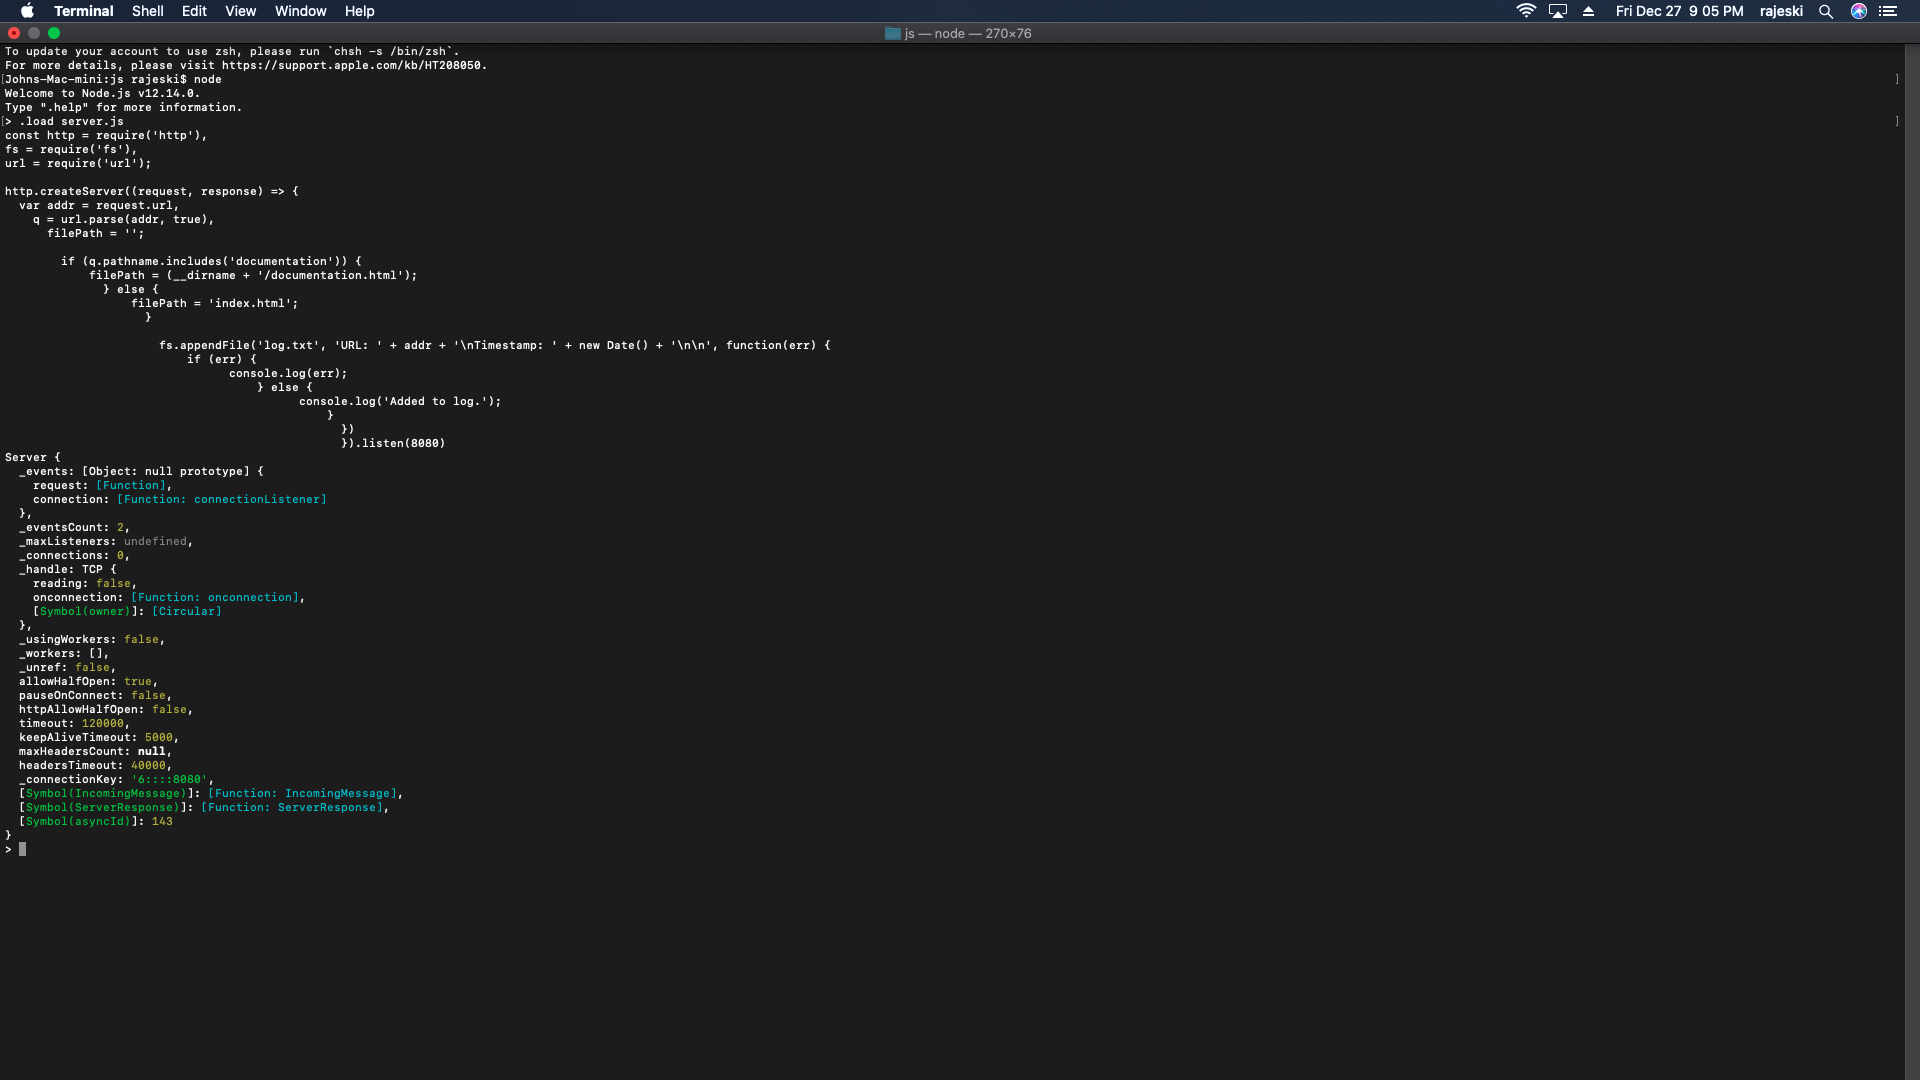 Terminal Shell Edit View Window Help Fri Dec 27 9 05 PM rajeski
js — node — 270×76
To update your account to use zsh, please run `chsh -s /bin/zsh`.
For more details, please visit https://support.apple.com/kb/HT208050.
[Johns-Mac-mini:js rajeski$ node ]
Welcome to Node.js v12.14.0.
Type ".help" for more information.
[> .load server.js ]
const http = require('http'),
fs = require('fs'),
url = require('url');
http.createServer((request, response) => {
var addr = request.url,
q = url.parse(addr, true),
filePath = '';
if (q.pathname.includes('documentation')) {
filePath = (__dirname + '/documentation.html');
} else {
filePath = 'index.html';
}
fs.appendFile('log.txt', 'URL: ' + addr + '\nTimestamp: ' + new Date() + '\n\n', function(err) {
if (err) {
console.log(err);
} else {
console.log('Added to log.');
}
})
}).listen(8080)
Server {
_events: [Object: null prototype] {
request: [Function],
connection: [Function: connectionListener]
},
_eventsCount: 2,
_maxListeners: undefined,
_connections: 0,
_handle: TCP {
reading: false,
onconnection: [Function: onconnection],
[Symbol(owner)]: [Circular]
},
_usingWorkers: false,
_workers: [],
_unref: false,
allowHalfOpen: true,
pauseOnConnect: false,
httpAllowHalfOpen: false,
timeout: 120000,
keepAliveTimeout: 5000,
maxHeadersCount: null,
headersTimeout: 40000,
_connectionKey: '6::::8080',
[Symbol(IncomingMessage)]: [Function: IncomingMessage],
[Symbol(ServerResponse)]: [Function: ServerResponse],
[Symbol(asyncId)]: 143
}
>